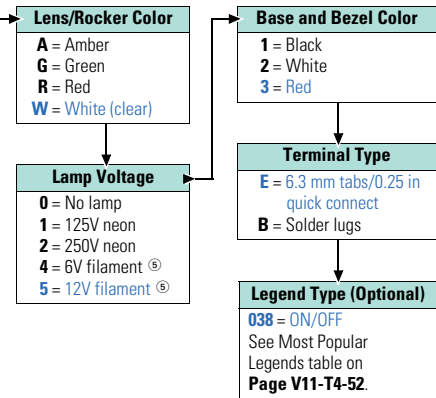 Lens/Rocker Color
A = Amber
G = Green
R = Red
W = White (clear)
Lamp Voltage
0 = No lamp
1 = 125V neon
2 = 250V neon
4 = 6V filament ⑤
5 = 12V filament ⑤
Base and Bezel Color
1 = Black
2 = White
3 = Red
Terminal Type
E = 6.3 mm tabs/0.25 in
quick connect
B = Solder lugs
Legend Type (Optional)
038 = ON/OFF
See Most Popular
Legends table on
Page V11-T4-52.